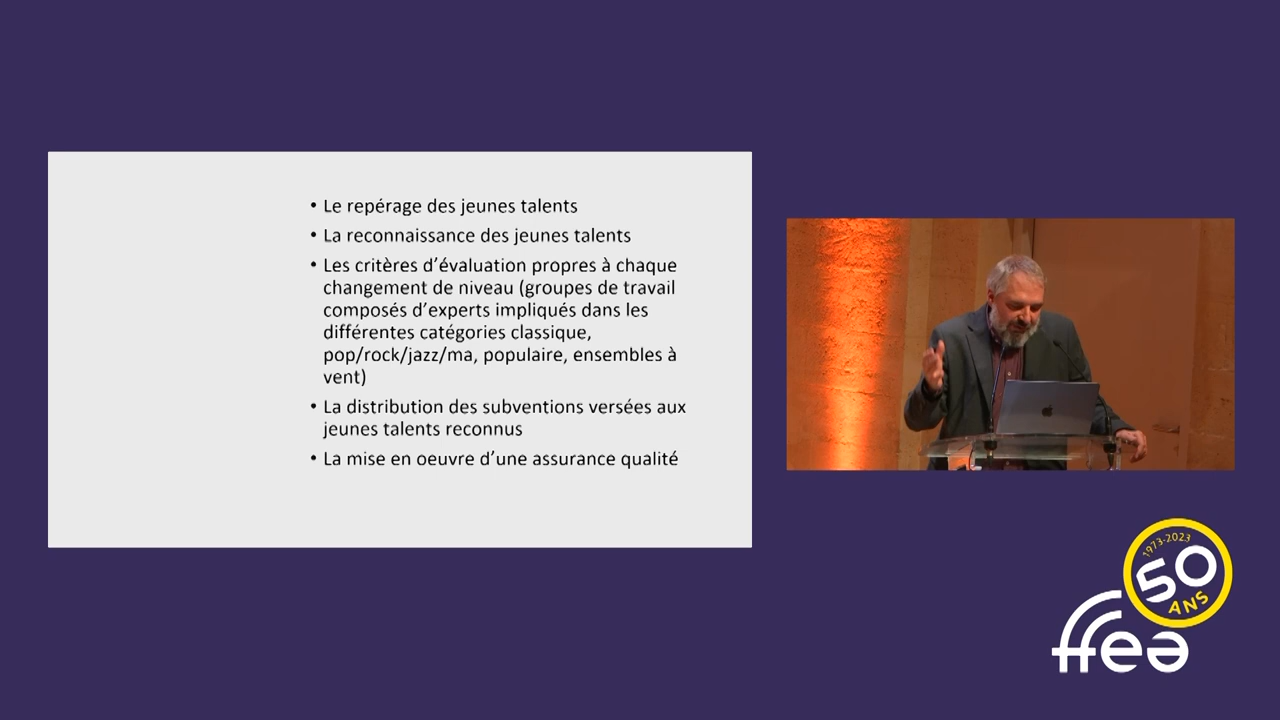 • Le repérage des jeunes talents
• La reconnaissance des jeunes talents
• Les critères d’évaluation propres à chaque
changement de niveau (groupes de travail
composés d’experts impliqués dans les
différentes catégories classique,
pop/rock/jazz/ma, populaire, ensembles à
vent)
• La distribution des subventions versées aux
jeunes talents reconnus
• La mise en oeuvre d’une assurance qualité
1973-2023
50
ANS
ffea